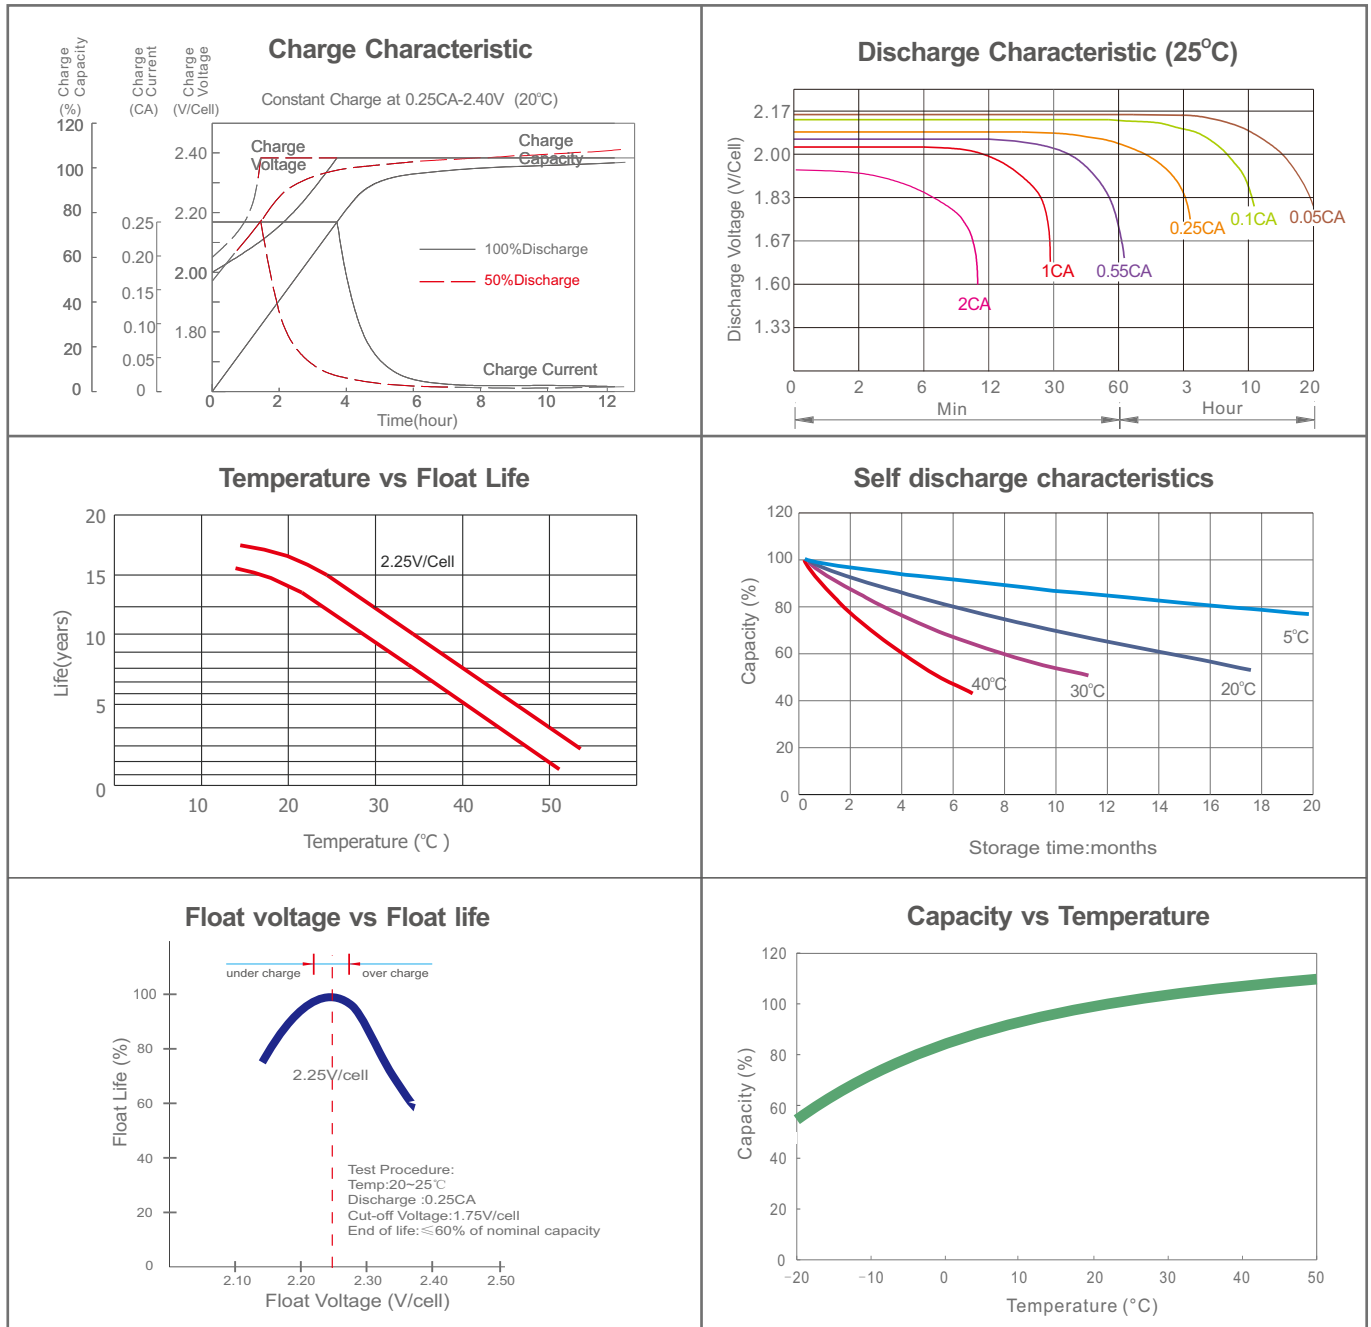 Charge Characteristic
Charge
Capacity
Charge
Current
Charge
Voltage
(%)
(CA)
(V/Cell)
Constant Charge at 0.25CA-2.40V (20°C)
120
100
80
60
40
20
0
0.25
0.20
0.15
0.10
0.05
0
2.40
2.20
2.00
1.80
Charge
Voltage
Charge
Capacity
100%Discharge
50%Discharge
Charge Current
0 2 4 6 8 10 12
Time(hour)
Discharge Characteristic (25°C)
Discharge Voltage (V/Cell)
2.17
2.00
1.83
1.67
1.60
1.33
2CA
1CA
0.55CA
0.25CA
0.1CA
0.05CA
0 2 6 12 30 60 3 10 20
Min Hour
Temperature vs Float Life
Life(years)
20
15
10
5
0
2.25V/Cell
10 20 30 40 50
Temperature (℃ )
Self discharge characteristics
Capacity (%)
120
100
80
60
40
20
0
5℃
40℃
30℃
20℃
0 2 4 6 8 10 12 14 16 18 20
Storage time:months
Float voltage vs Float life
under charge over charge
Float Life (%)
100
80
60
40
20
0
2.25V/cell
Test Procedure:
Temp:20~25℃
Discharge :0.25CA
Cut-off Voltage:1.75V/cell
End of life:≤60% of nominal capacity
2.10 2.20 2.30 2.40 2.50
Float Voltage (V/cell)
Capacity vs Temperature
Capacity (%)
120
100
80
60
40
20
0
-20 -10 0 10 20 30 40 50
Temperature (°C)